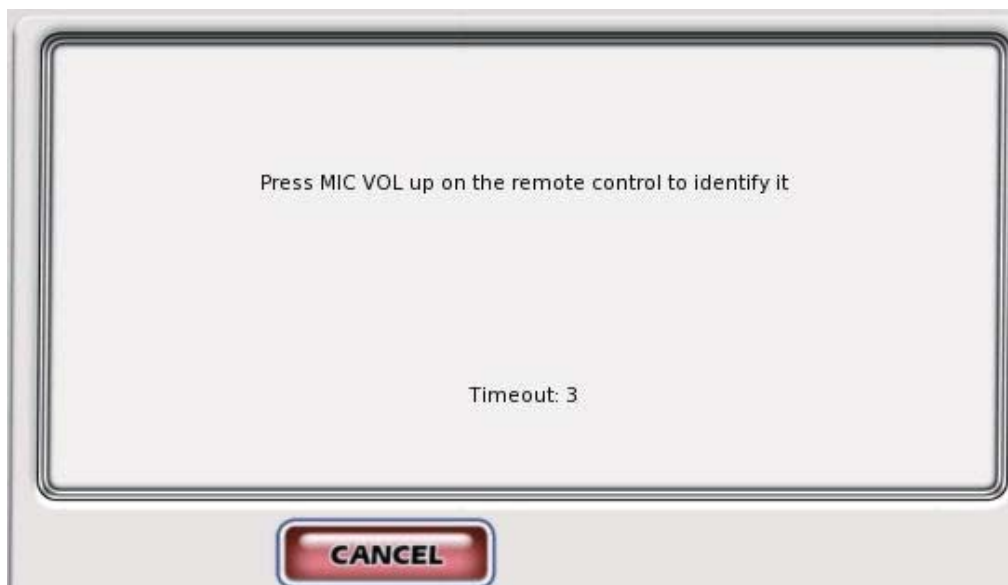 Press MIC VOL up on the remote control to identify it
Timeout: 3
CANCEL